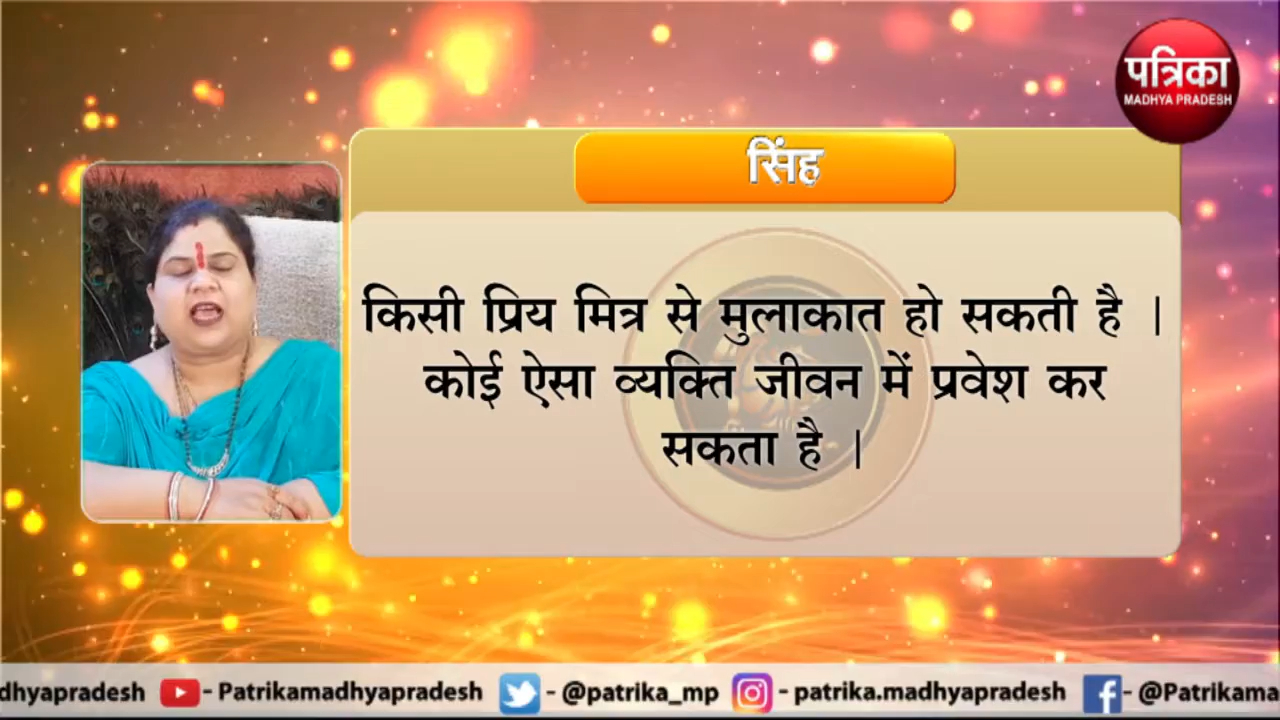 पत्रिका
MADHYA PRADESH
सिंह
किसी प्रिय मित्र से मुलाकात हो सकती है |
कोई ऐसा व्यक्ति जीवन में प्रवेश कर
सकता है |
dhyapradesh - Patrikamadhyapradesh - @patrika_mp - patrika.madhyapradesh - @Patrikama